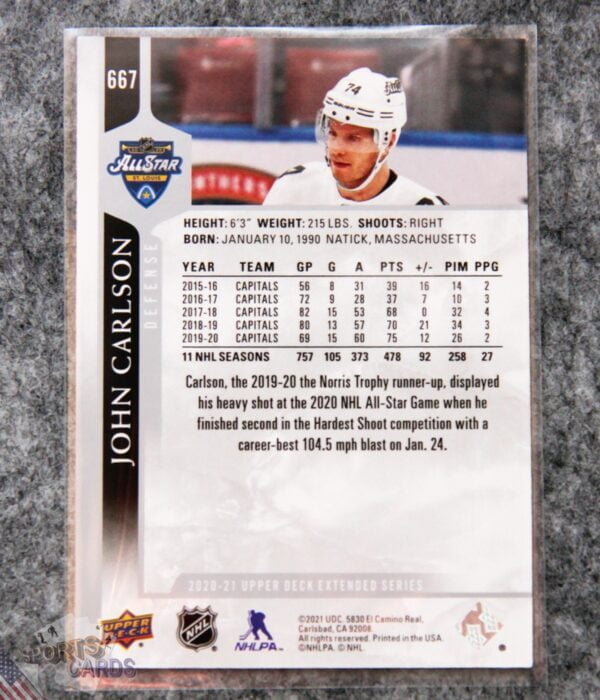 667
74
ALL STAR
ST. LOUIS
JOHN CARLSON
DEFENSE
HEIGHT: 6'3" WEIGHT: 215 LBS. SHOOTS: RIGHT
BORN: JANUARY 10, 1990 NATICK, MASSACHUSETTS
YEAR TEAM GP G A PTS +/- PIM PPG
2015-16 CAPITALS 56 8 31 39 16 14 2
2016-17 CAPITALS 72 9 28 37 7 10 3
2017-18 CAPITALS 82 15 53 68 0 32 4
2018-19 CAPITALS 80 13 57 70 21 34 3
2019-20 CAPITALS 69 15 60 75 12 26 2
11 NHL SEASONS 757 105 373 478 92 258 27
Carlson, the 2019-20 the Norris Trophy runner-up, displayed
his heavy shot at the 2020 NHL All-Star Game when he
finished second in the Hardest Shoot competition with a
career-best 104.5 mph blast on Jan. 24.
2020-21 UPPER DECK EXTENDED SERIES
UPPER DECK
NHL
NHLPA
©2021 UDC. 5830 El Camino Real,
Carlsbad, CA 92008.
All rights reserved. Printed in the USA.
©NHLPA. © NHL.
SPORTS
CARDS